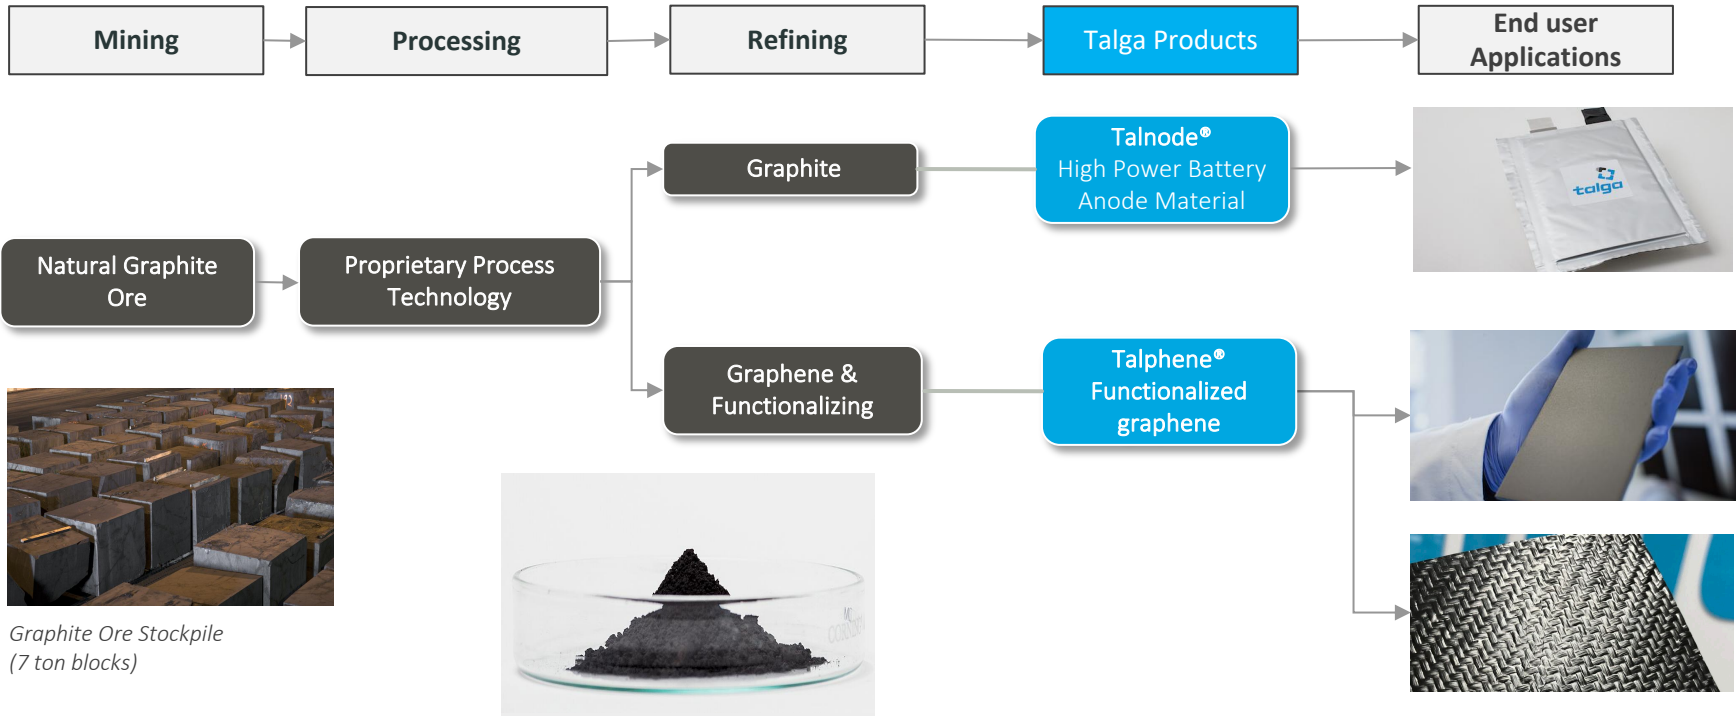 Mining
Processing
Refining
Talga Products
End user
Applications
Natural Graphite
Ore
Proprietary Process
Technology
Graphite
Talnode®
High Power Battery
Anode Material
talga
Graphene &
Functionalizing
Talphene®
Functionalized
graphene
Graphite Ore Stockpile
(7 ton blocks)